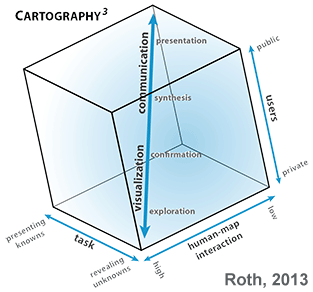 CARTOGRAPHY³
presentation
communication
public
synthesis
users
confirmation
visualization
exploration
private
presenting
knowns
task
revealing
unknowns
high
human-map
interaction
low
Roth, 2013